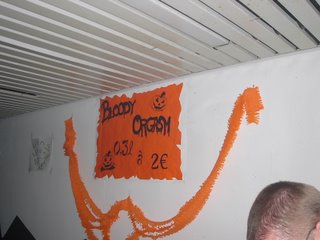 BLOODY
ORGASM
0,3l à 2€